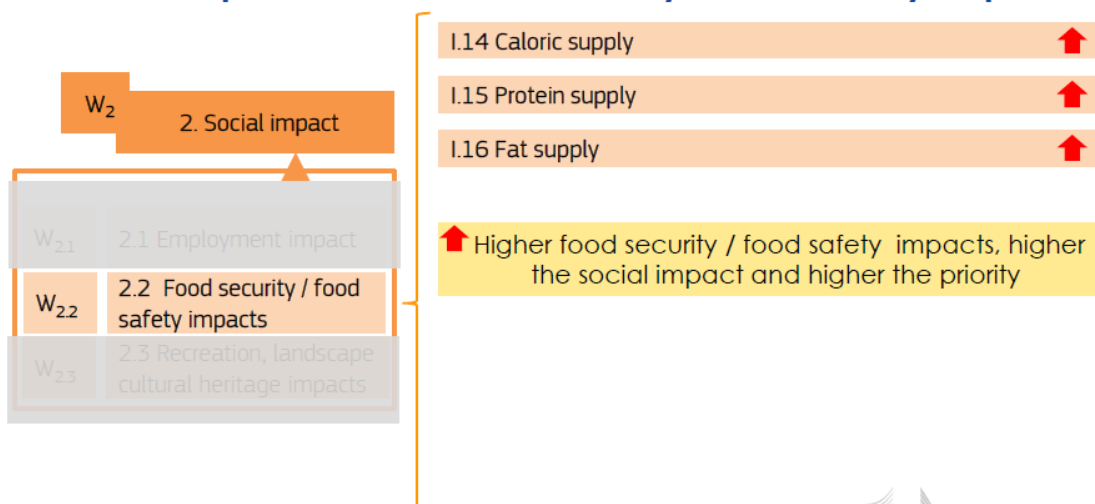 I.14 Caloric supply
I.15 Protein supply
I.16 Fat supply
W2
2. Social impact
W2.1
2.1 Employment impact
W2.2
2.2 Food security / food
safety impacts
W2.3
2.3 Recreation, landscape
cultural heritage impacts
Higher food security / food safety impacts, higher
the social impact and higher the priority